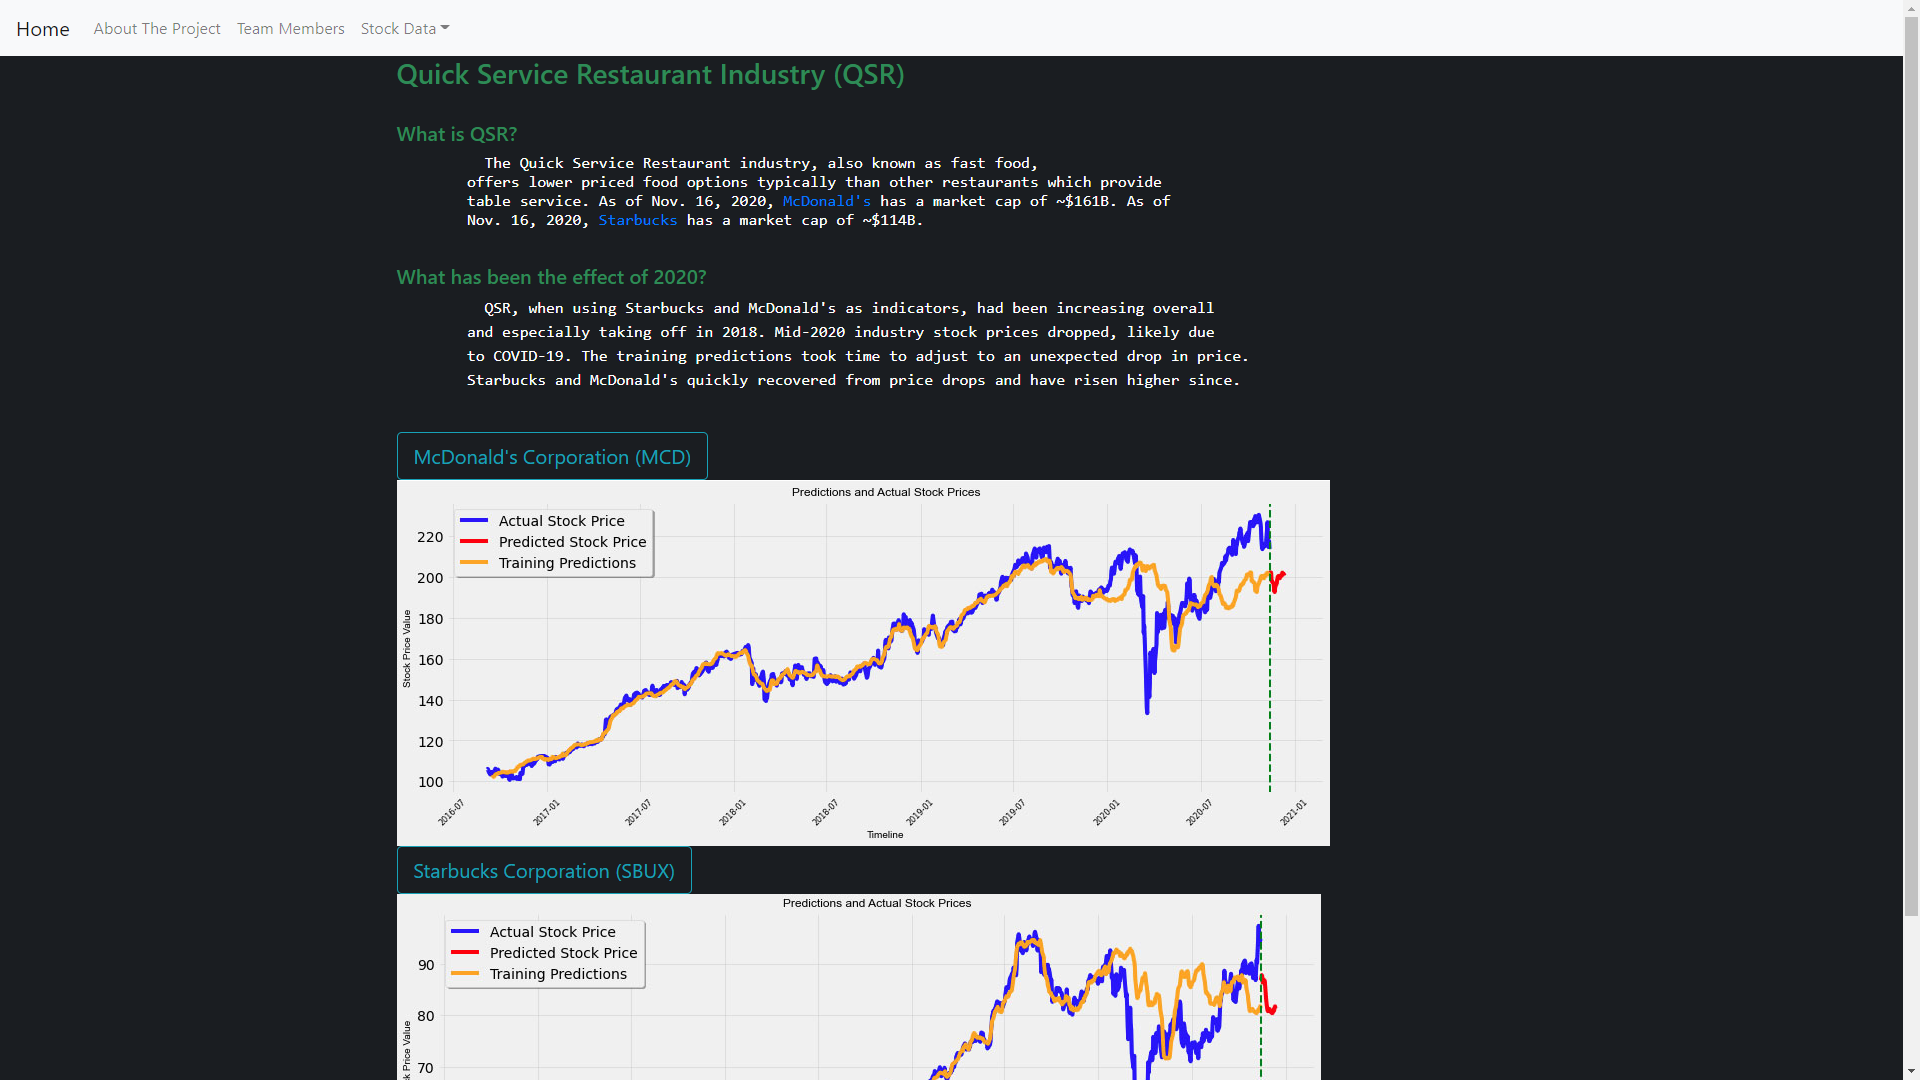 Home About The Project Team Members Stock Data
Quick Service Restaurant Industry (QSR)
What is QSR?
The Quick Service Restaurant industry, also known as fast food,
offers lower priced food options typically than other restaurants which provide
table service. As of Nov. 16, 2020, McDonald's has a market cap of ~$161B. As of
Nov. 16, 2020, Starbucks has a market cap of ~$114B.
What has been the effect of 2020?
QSR, when using Starbucks and McDonald's as indicators, had been increasing overall
and especially taking off in 2018. Mid-2020 industry stock prices dropped, likely due
to COVID-19. The training predictions took time to adjust to an unexpected drop in price.
Starbucks and McDonald's quickly recovered from price drops and have risen higher since.
McDonald's Corporation (MCD)
Predictions and Actual Stock Prices
Actual Stock Price
Predicted Stock Price
Training Predictions
220
200
180
160
140
120
100
Stock Price Value
2016-07 2017-01 2017-07 2018-01 2018-07 2019-01 2019-07 2020-01 2020-07 2021-01
Timeline
Starbucks Corporation (SBUX)
Predictions and Actual Stock Prices
Actual Stock Price
Predicted Stock Price
Training Predictions
90
80
70
Price Value